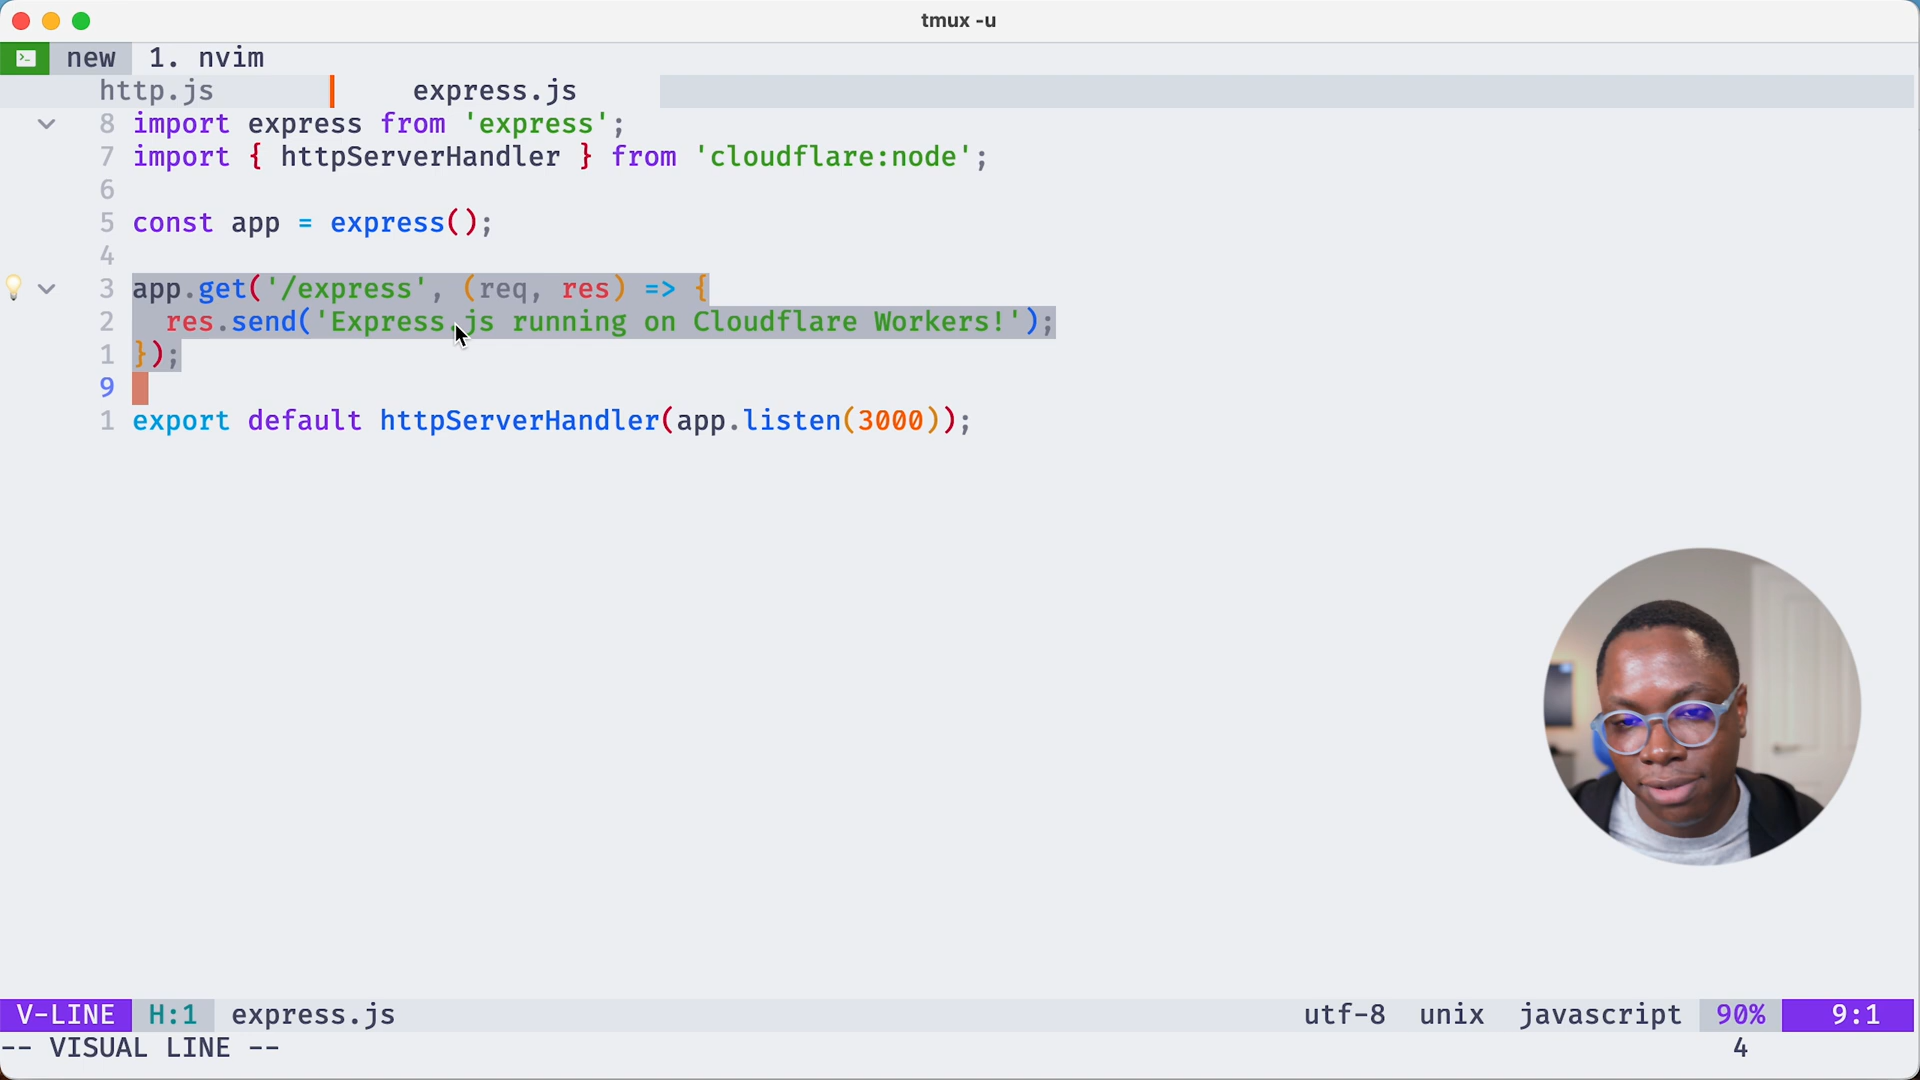 tmux -u
new 1. nvim
http.js express.js
8 import express from 'express';
7 import { httpServerHandler } from 'cloudflare:node';
6
5 const app = express();
4
3 app.get('/express', (req, res) => {
2   res.send('Express.js running on Cloudflare Workers!');
1 });
9
1 export default httpServerHandler(app.listen(3000));
V-LINE H:1 express.js utf-8 unix javascript 90% 9:1
-- VISUAL LINE -- 4